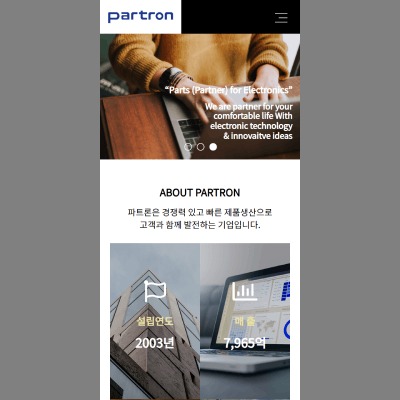 partron
“Parts (Partner) for Electronics”
We are partner for your
comfortable life With
electronic technology
& innovaitve ideas
ABOUT PARTRON
파트론은 경쟁력 있고 빠른 제품생산으로
고객과 함께 발전하는 기업입니다.
설립연도
2003년
매 출
7,965억